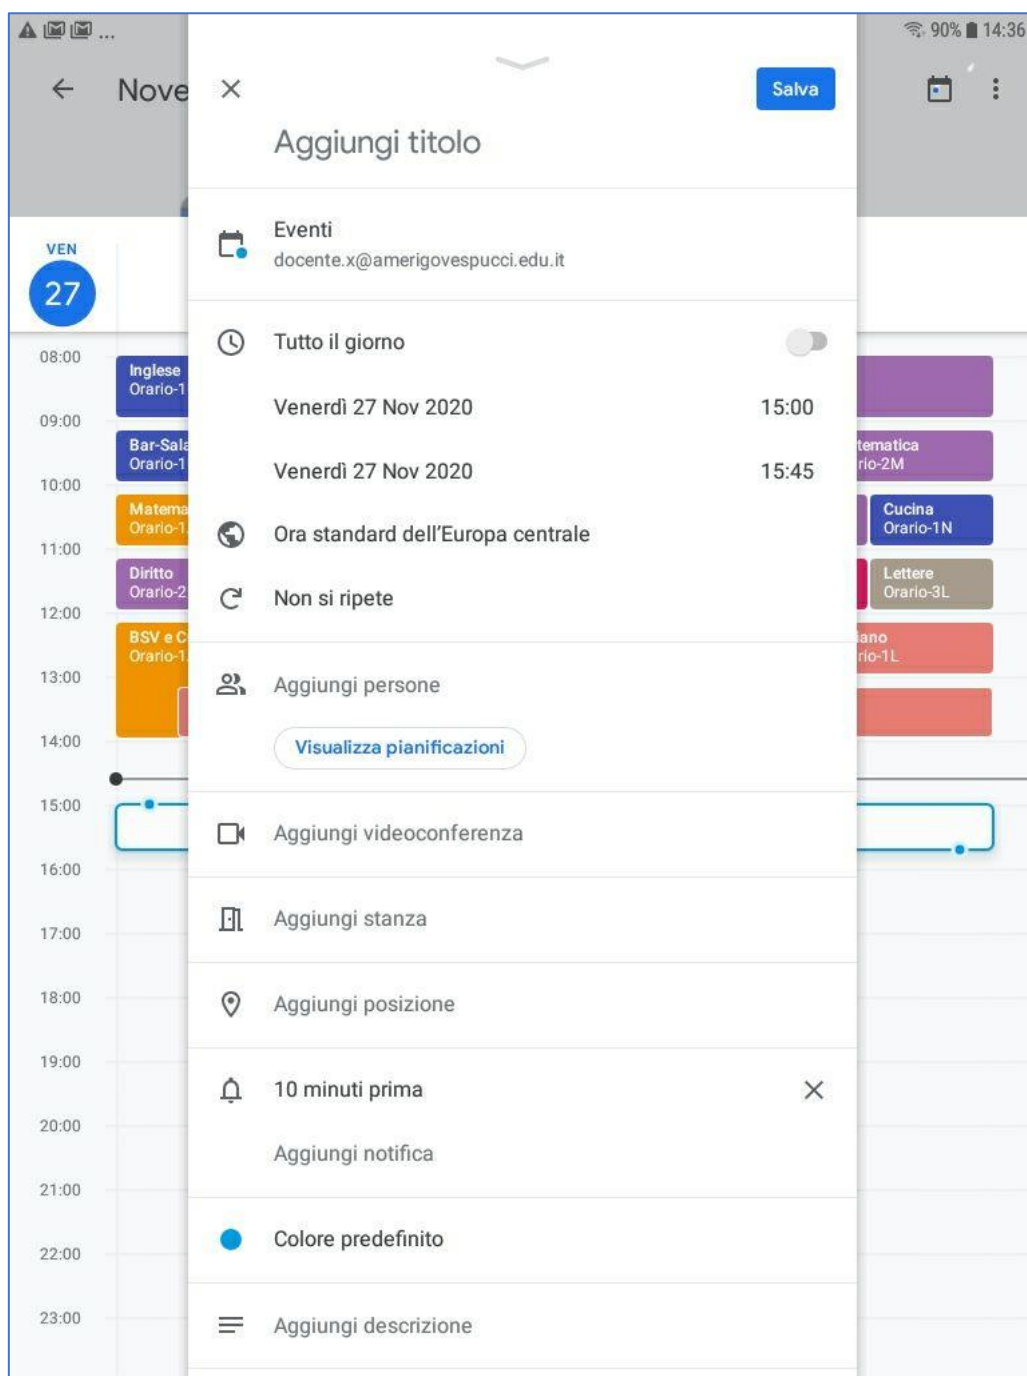 ... 90% 14:36
Nove
Salva
Aggiungi titolo
VEN
27
Eventi
docente.x@amerigovespucci.edu.it
Tutto il giorno
Venerdì 27 Nov 2020 15:00
Venerdì 27 Nov 2020 15:45
Ora standard dell'Europa centrale
Non si ripete
Aggiungi persone
Visualizza pianificazioni
Aggiungi videoconferenza
Aggiungi stanza
Aggiungi posizione
10 minuti prima
Aggiungi notifica
Colore predefinito
Aggiungi descrizione
08:00
09:00
10:00
11:00
12:00
13:00
14:00
15:00
16:00
17:00
18:00
19:00
20:00
21:00
22:00
23:00
Inglese
Orario-1
Bar-Sala
Orario-1
Matema
Orario-1
Diritto
Orario-2
BSV e C
Orario-1
tematica
rio-2M
Cucina
Orario-1N
Lettere
Orario-3L
iano
rio-1L